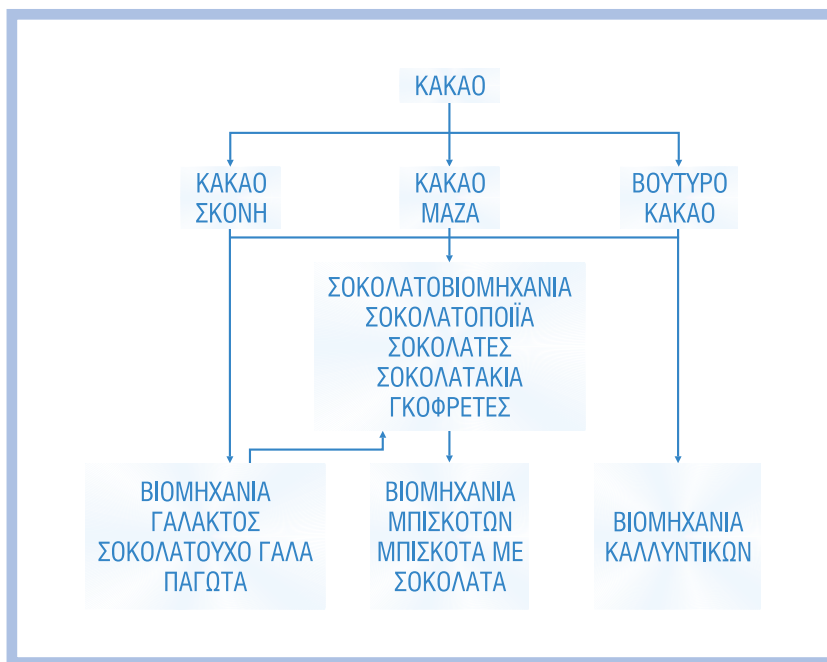 ΚΑΚΑΟ
ΚΑΚΑΟ
ΣΚΟΝΗ
ΚΑΚΑΟ
ΜΑΖΑ
ΒΟΥΤΥΡΟ
ΚΑΚΑΟ
ΣΟΚΟΛΑΤΟΒΙΟΜΗΧΑΝΙΑ
ΣΟΚΟΛΑΤΟΠΟΙΪΑ
ΣΟΚΟΛΑΤΕΣ
ΣΟΚΟΛΑΤΑΚΙΑ
ΓΚΟΦΡΕΤΕΣ
ΒΙΟΜΗΧΑΝΙΑ
ΓΑΛΑΚΤΟΣ
ΣΟΚΟΛΑΤΟΥΧΟ ΓΑΛΑ
ΠΑΓΩΤΑ
ΒΙΟΜΗΧΑΝΙΑ
ΜΠΙΣΚΟΤΩΝ
ΜΠΙΣΚΟΤΑ ΜΕ
ΣΟΚΟΛΑΤΑ
ΒΙΟΜΗΧΑΝΙΑ
ΚΑΛΛΥΝΤΙΚΩΝ